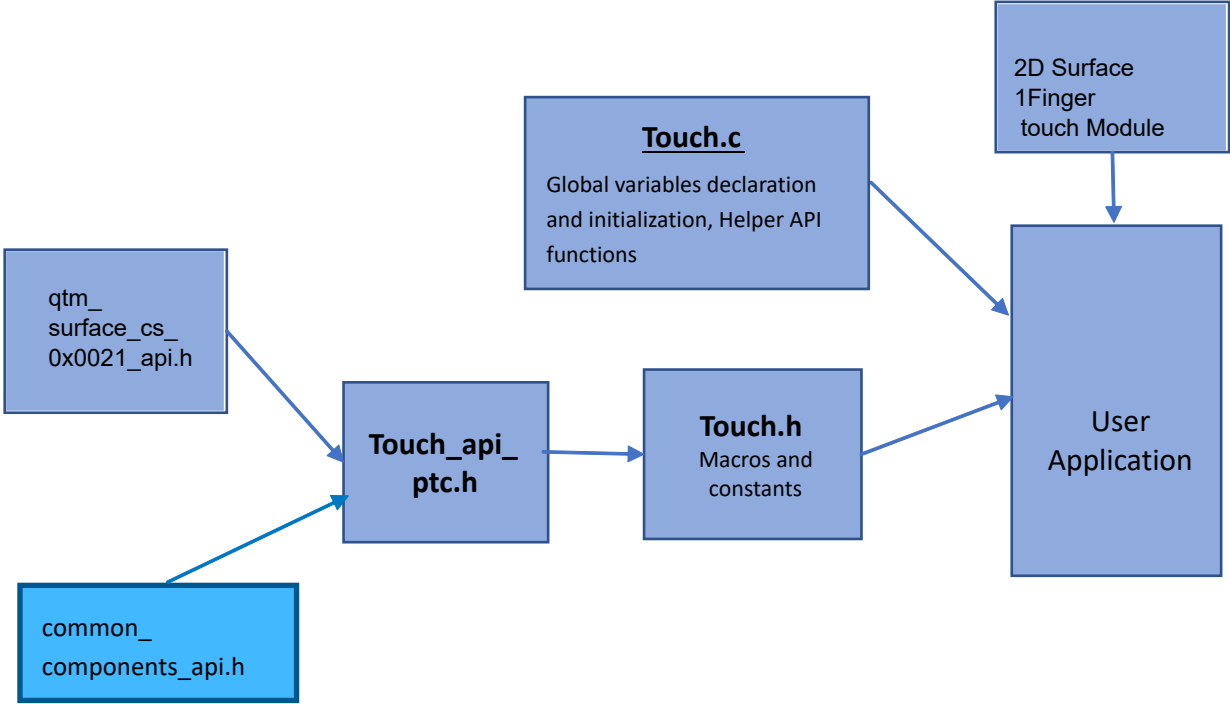 2D Surface
1Finger
touch Module
Touch.c
Global variables declaration
and initialization, Helper API
functions
qtm_
surface_cs_
0x0021_api.h
Touch_api_
ptc.h
Touch.h
Macros and
constants
User
Application
common_
components_api.h